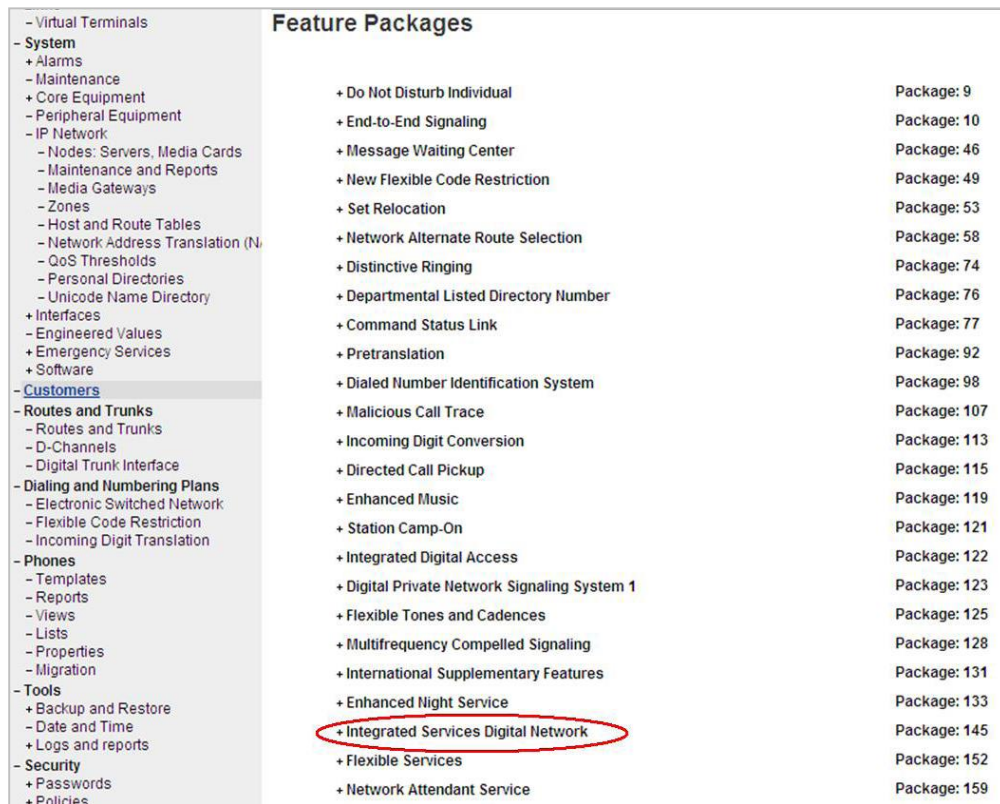 – Virtual Terminals
– System
+ Alarms
– Maintenance
+ Core Equipment
– Peripheral Equipment
– IP Network
– Nodes: Servers, Media Cards
– Maintenance and Reports
– Media Gateways
– Zones
– Host and Route Tables
– Network Address Translation (N
– QoS Thresholds
– Personal Directories
– Unicode Name Directory
+ Interfaces
– Engineered Values
+ Emergency Services
+ Software
– Customers
– Routes and Trunks
– Routes and Trunks
– D-Channels
– Digital Trunk Interface
– Dialing and Numbering Plans
– Electronic Switched Network
– Flexible Code Restriction
– Incoming Digit Translation
– Phones
– Templates
– Reports
– Views
– Lists
– Properties
– Migration
– Tools
+ Backup and Restore
– Date and Time
+ Logs and reports
– Security
+ Passwords
+ Policies
Feature Packages
+ Do Not Disturb Individual Package: 9
+ End-to-End Signaling Package: 10
+ Message Waiting Center Package: 46
+ New Flexible Code Restriction Package: 49
+ Set Relocation Package: 53
+ Network Alternate Route Selection Package: 58
+ Distinctive Ringing Package: 74
+ Departmental Listed Directory Number Package: 76
+ Command Status Link Package: 77
+ Pretranslation Package: 92
+ Dialed Number Identification System Package: 98
+ Malicious Call Trace Package: 107
+ Incoming Digit Conversion Package: 113
+ Directed Call Pickup Package: 115
+ Enhanced Music Package: 119
+ Station Camp-On Package: 121
+ Integrated Digital Access Package: 122
+ Digital Private Network Signaling System 1 Package: 123
+ Flexible Tones and Cadences Package: 125
+ Multifrequency Compelled Signaling Package: 128
+ International Supplementary Features Package: 131
+ Enhanced Night Service Package: 133
+ Integrated Services Digital Network Package: 145
+ Flexible Services Package: 152
+ Network Attendant Service Package: 159